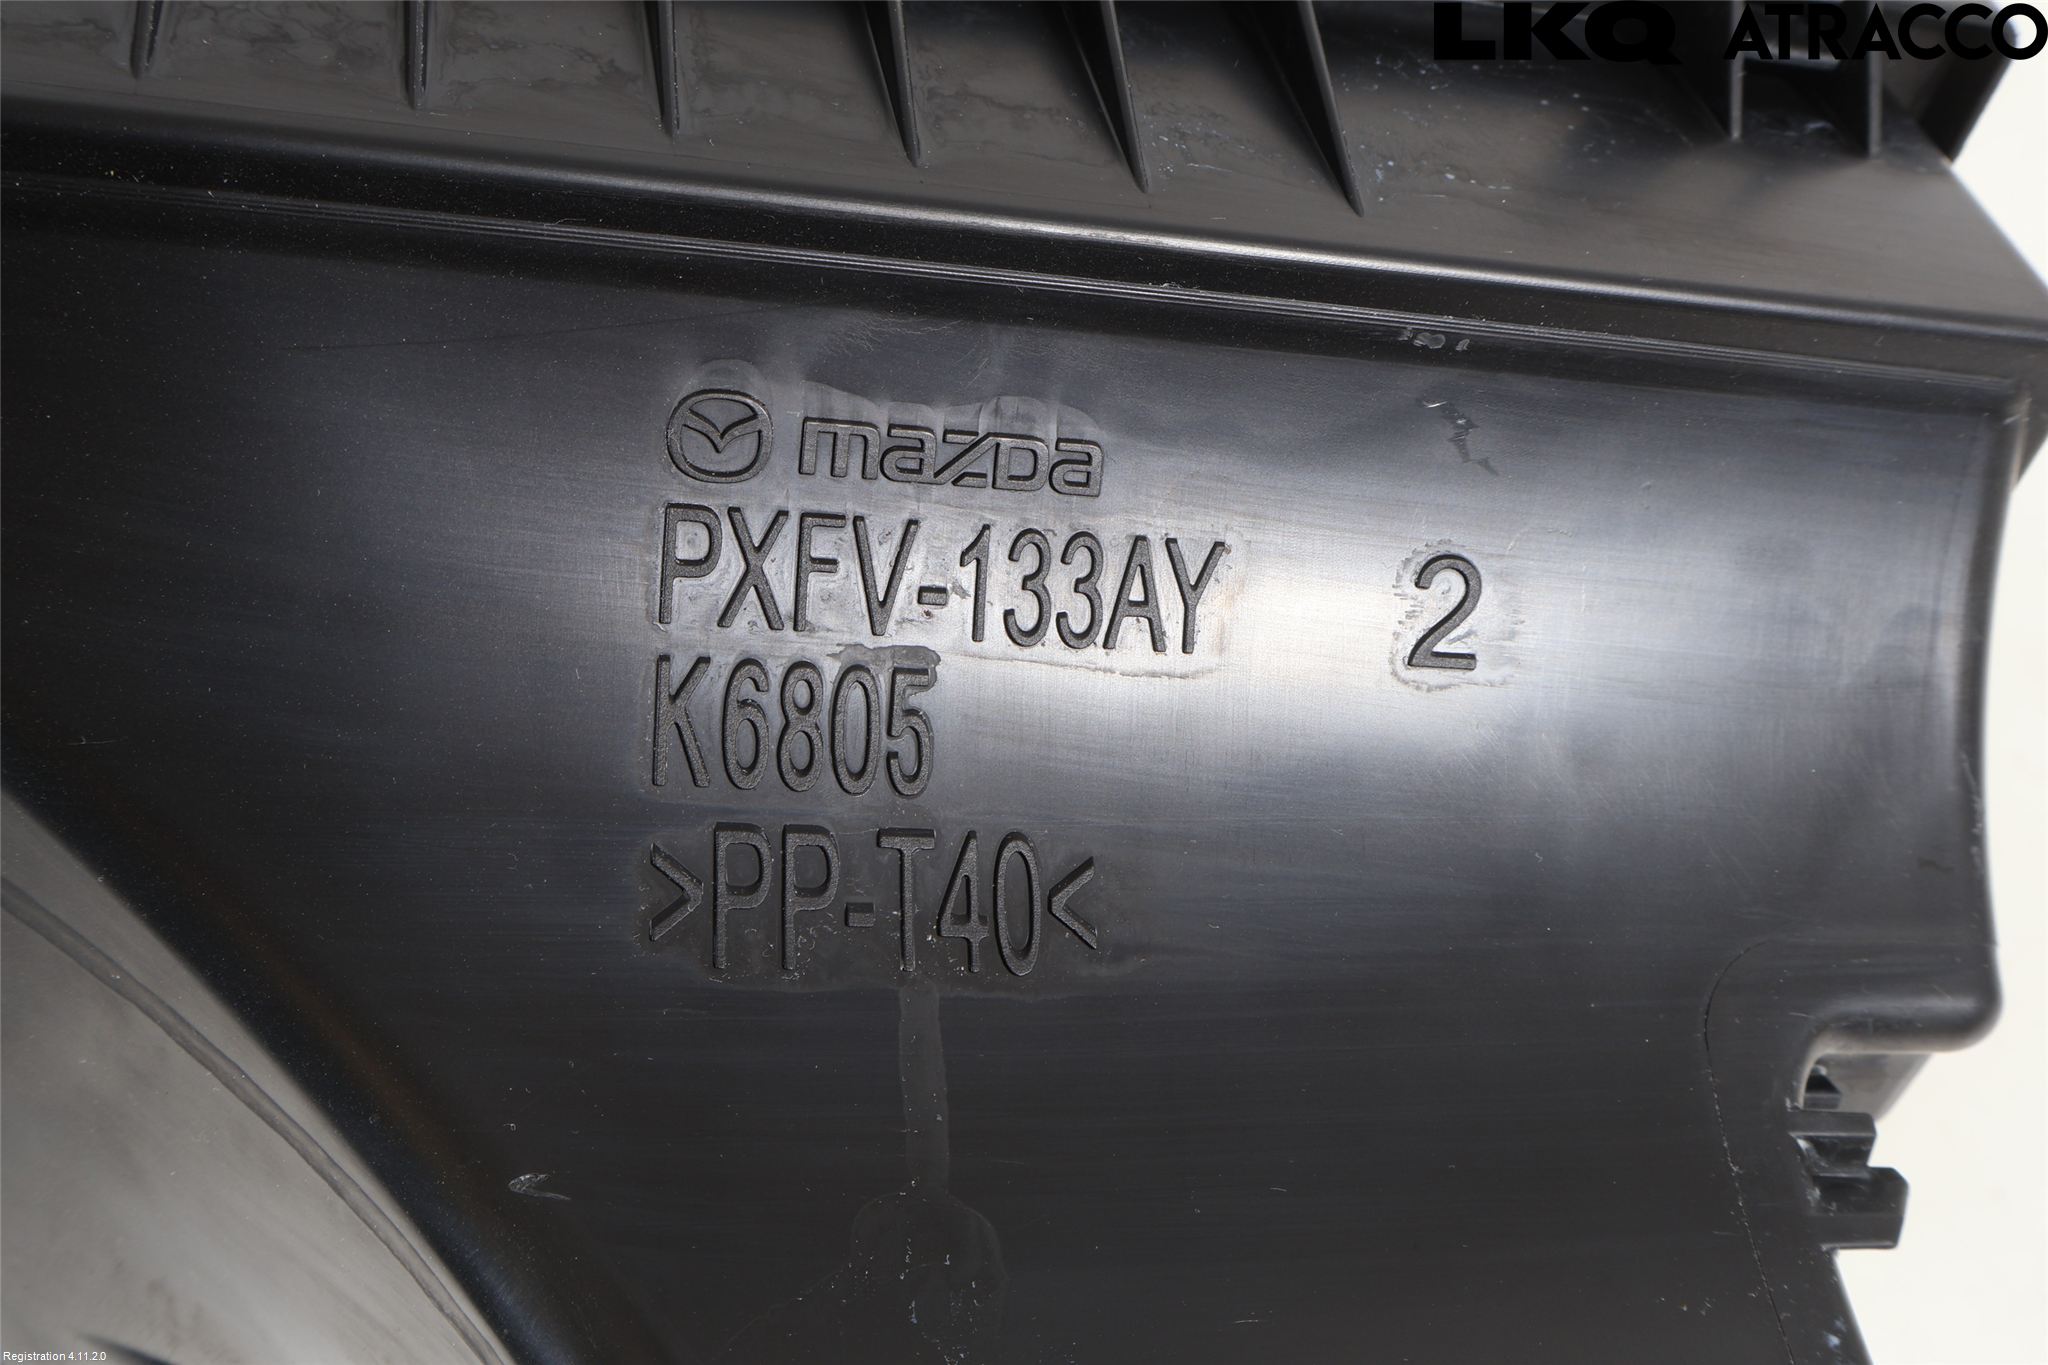 LKQ ATRACCO
mazda
PXFV-133AY 2
K6805
>PP-T40<
Registration 4.11.2.0